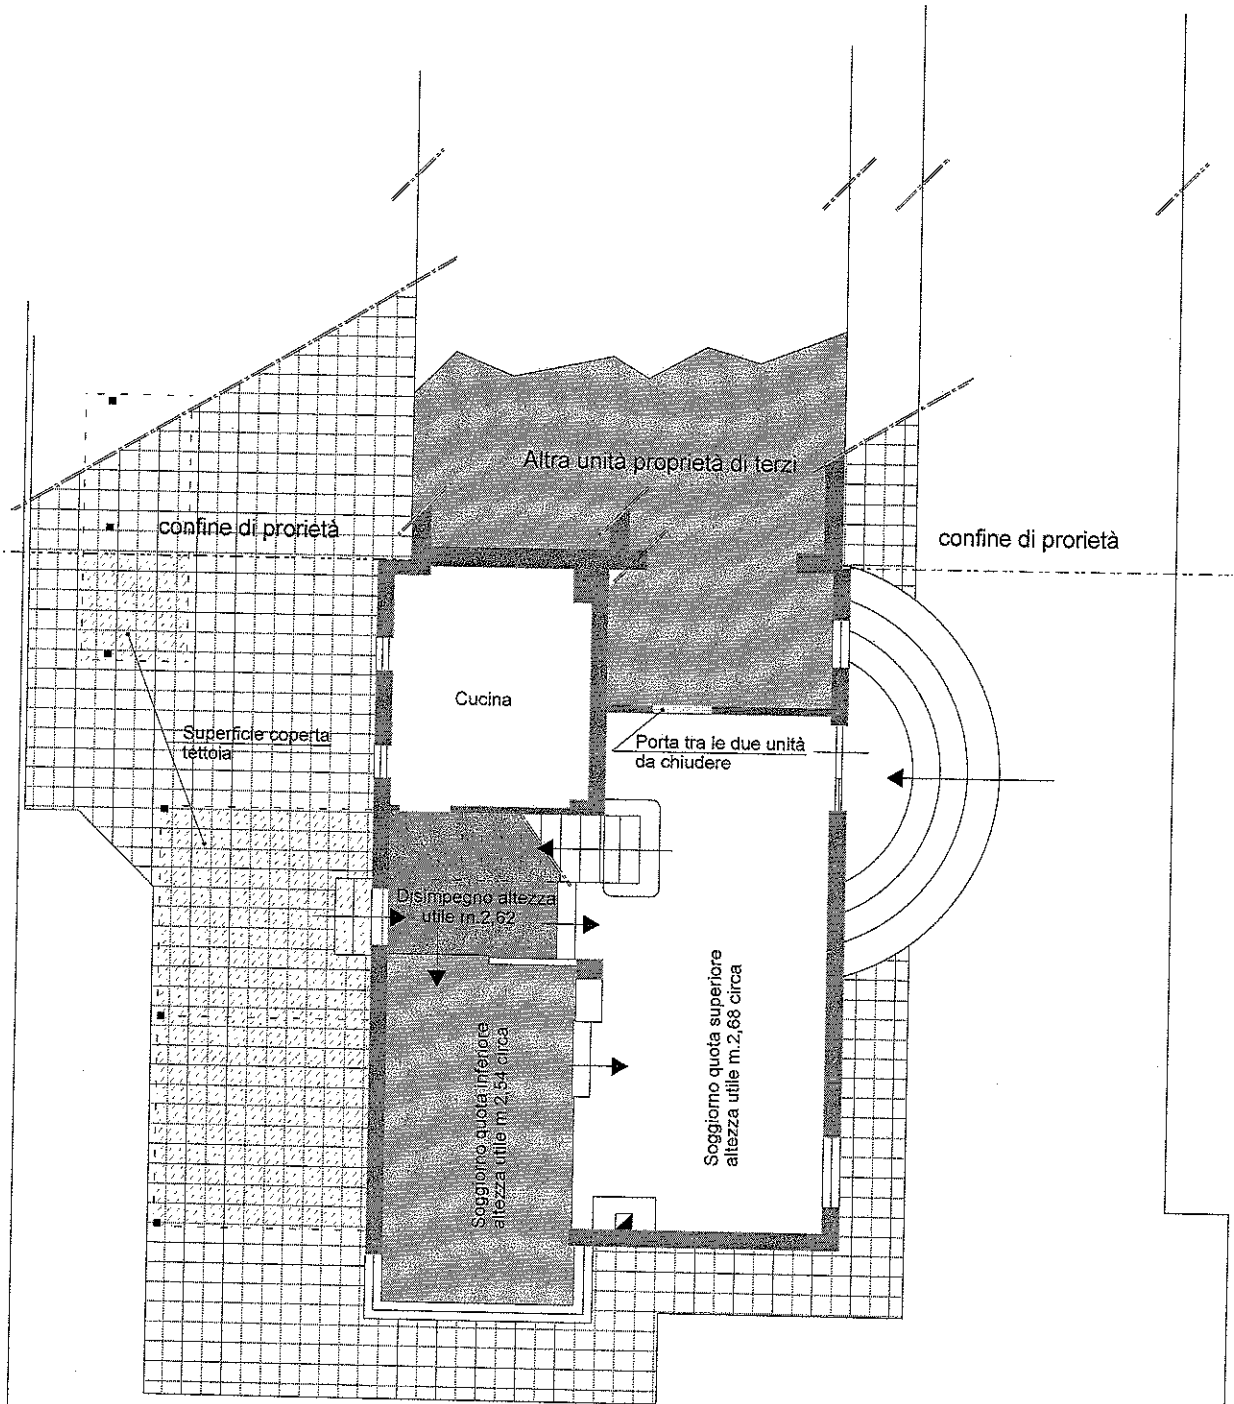 Altra unità proprietà di terzi
confine di prorietà
confine di prorietà
Cucina
Superficie coperta
tettoia
Porta tra le due unità
da chiudere
Disimpegno altezza
utile m.2,62
Soggiorno quota inferiore
altezza utile m.2,54 circa
Soggiorno quota superiore
altezza utile m.2,68 circa